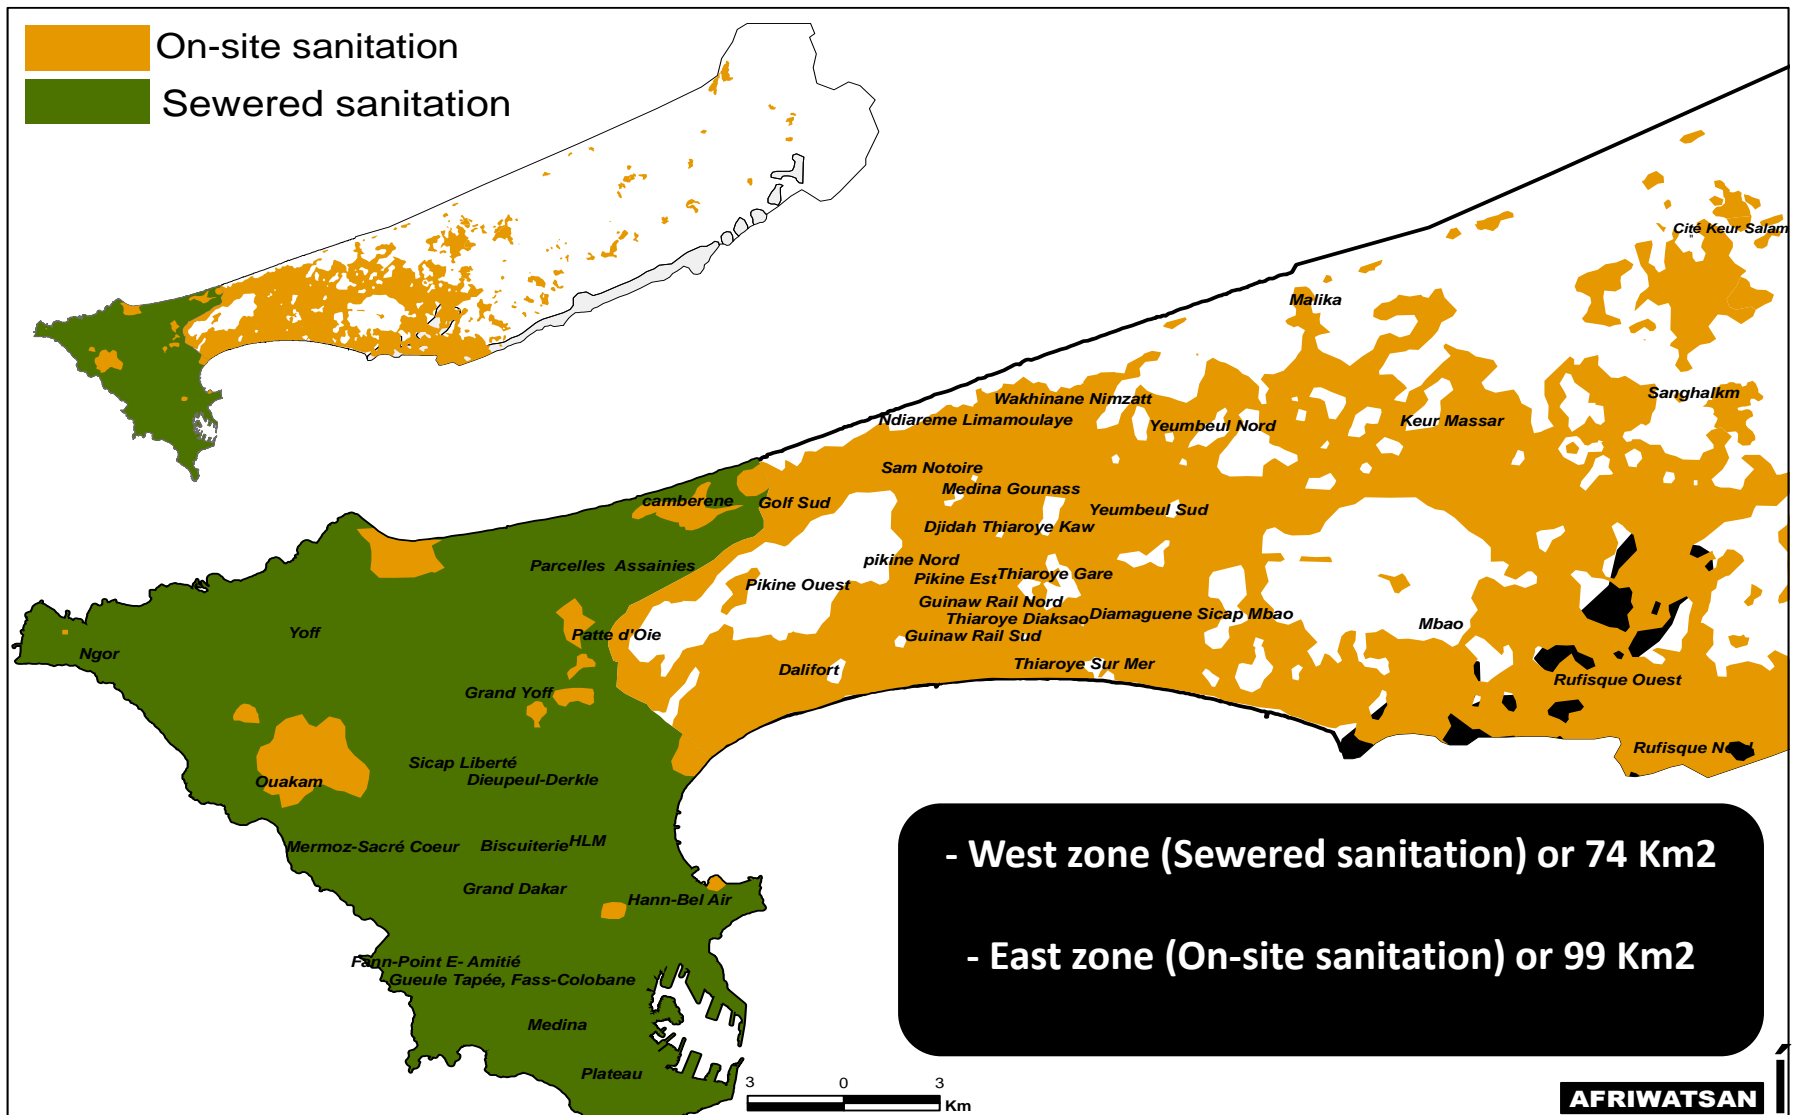 On-site sanitation
Sewered sanitation
Cité Keur Salam
Malika
Sanghalkm
Wakhinane Nimzatt
Ndiareme Limamoulaye
Yeumbeul Nord
Keur Massar
Sam Notoire
Medina Gounass
camberene
Golf Sud
Yeumbeul Sud
Djidah Thiaroye Kaw
Parcelles Assainies
pikine Nord
Pikine Ouest
Pikine Est
Thiaroye Gare
Guinaw Rail Nord
Thiaroye Diaksao
Diamaguene Sicap Mbao
Mbao
Yoff
Patte d'Oie
Guinaw Rail Sud
Ngor
Dalifort
Thiaroye Sur Mer
Rufisque Ouest
Grand Yoff
Rufisque
Sicap Liberté
Dieupeul-Derkle
Ouakam
Mermoz-Sacré Coeur
Biscuiterie
HLM
Grand Dakar
Hann-Bel Air
Fann-Point E- Amitié
Gueule Tapée, Fass-Colobane
Medina
Plateau
- West zone (Sewered sanitation) or 74 Km2
- East zone (On-site sanitation) or 99 Km2
3 0 3
Km
AFRIWATSAN